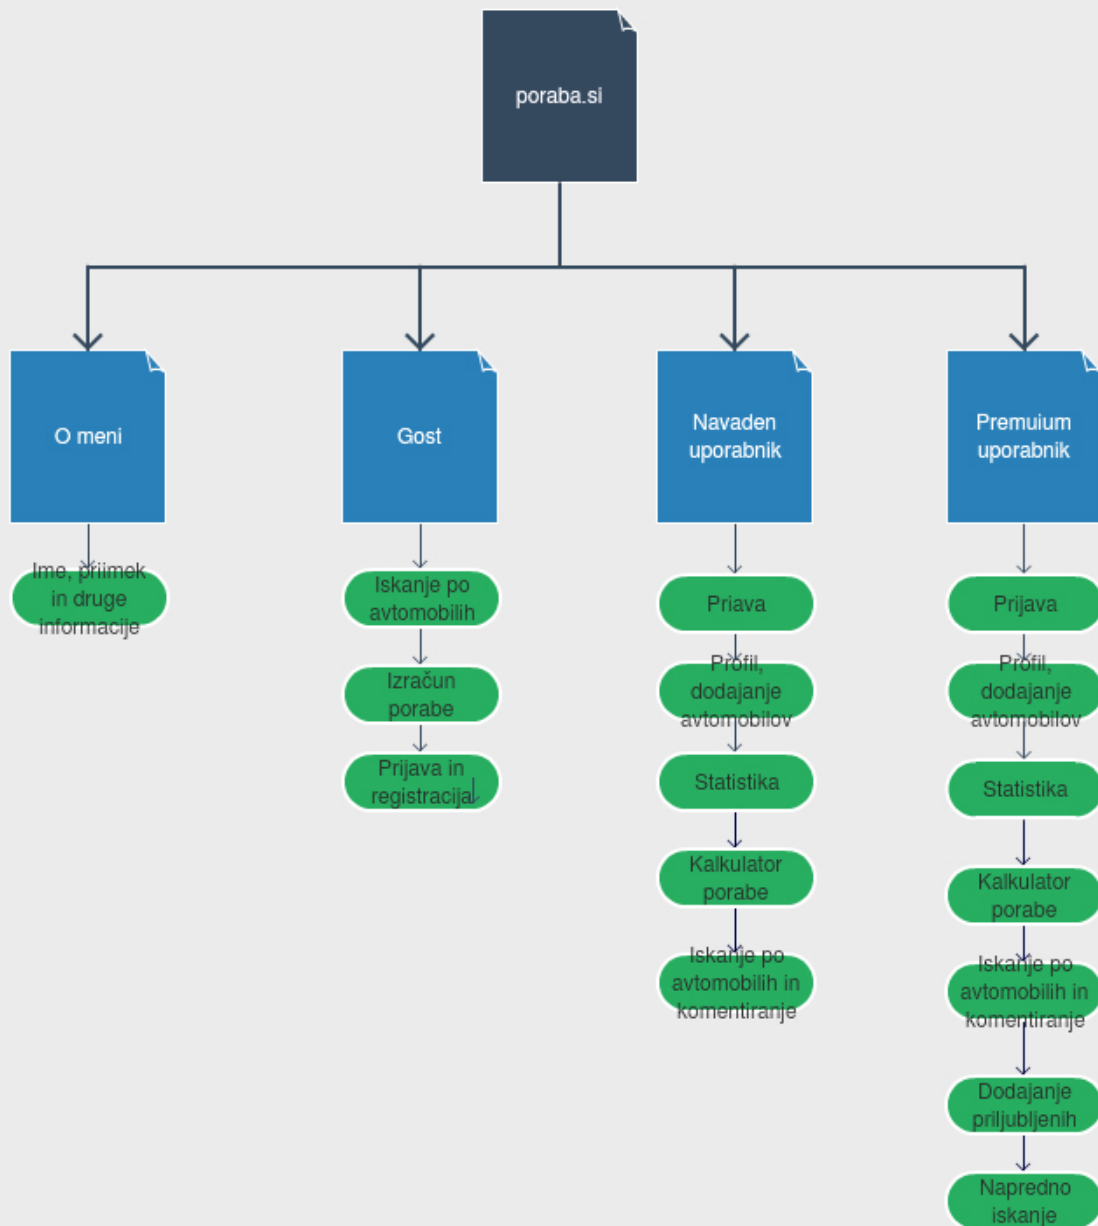 poraba.si
O meni
Ime, priimek
in druge
informacije
Gost
Iskanje po
avtomobilih
Izračun
porabe
Prijava in
registracija
Navaden
uporabnik
Priava
Profil,
dodajanje
avtomobilov
Statistika
Kalkulator
porabe
Iskanje po
avtomobilih in
komentiranje
Premuium
uporabnik
Prijava
Profil,
dodajanje
avtomobilov
Statistika
Kalkulator
porabe
Iskanje po
avtomobilih in
komentiranje
Dodajanje
priljubljenih
Napredno
iskanje